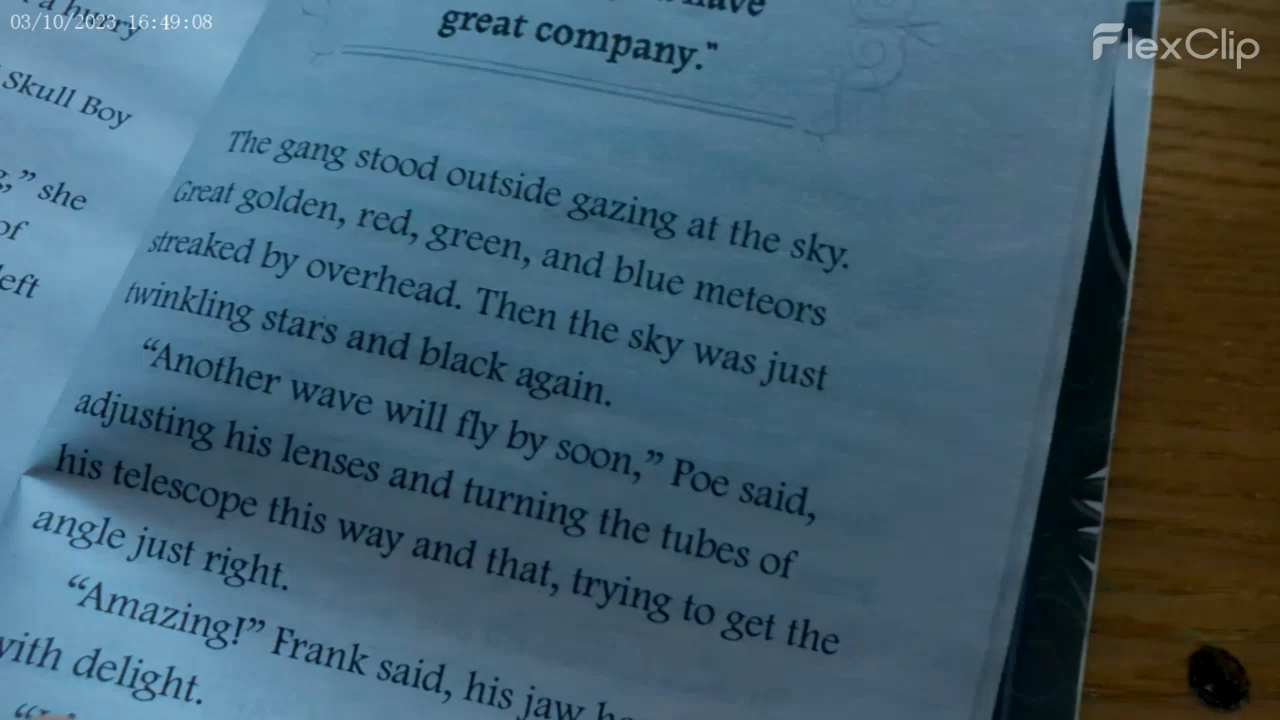 03/10/2023 16:49:08
FlexClip
a hungry
Skull Boy
she
of
left
great company."
The gang stood outside gazing at the sky.
Great golden, red, green, and blue meteors
streaked by overhead. Then the sky was just
twinkling stars and black again.
“Another wave will fly by soon,” Poe said,
adjusting his lenses and turning the tubes of
his telescope this way and that, trying to get the
angle just right.
“Amazing!” Frank said, his jaw
with delight.